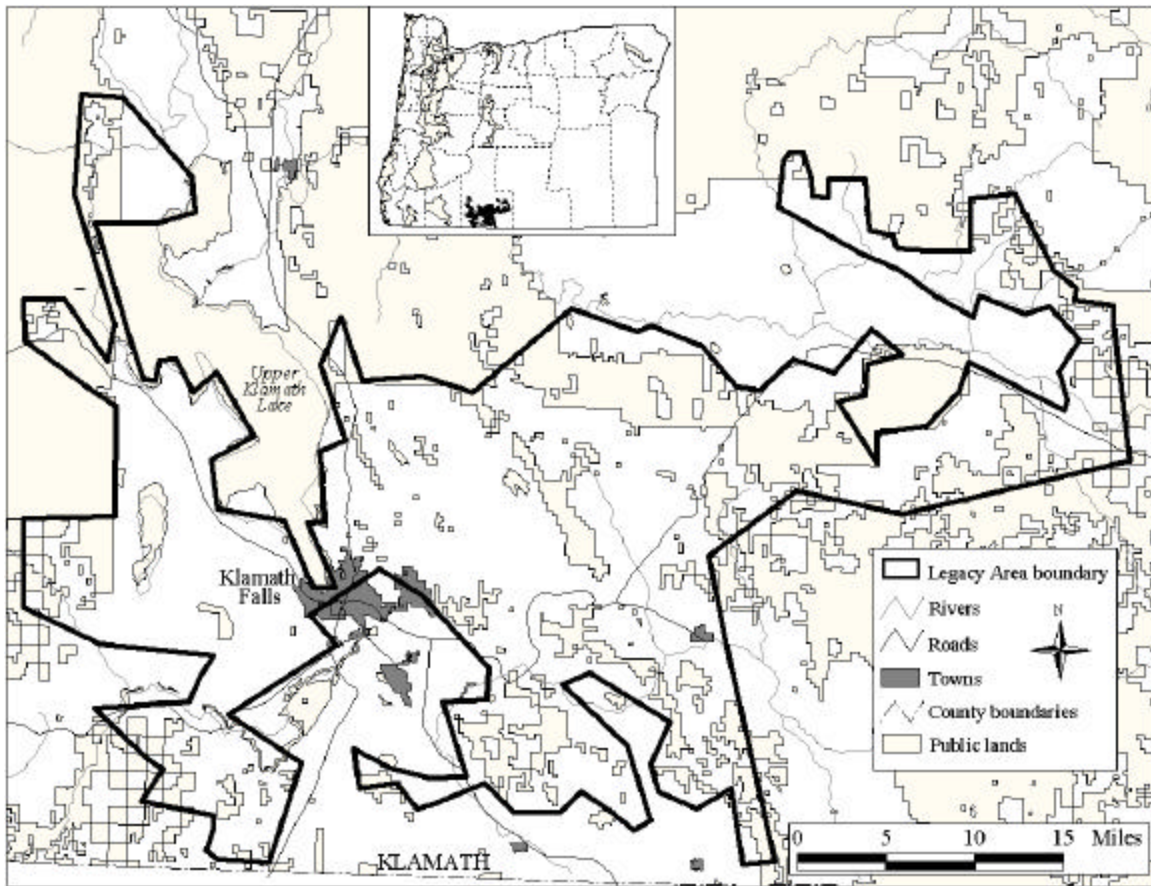 Upper
Klamath
Lake
Klamath
Falls
Legacy Area boundary
Rivers
N
Roads
Towns
County boundaries
Public lands
0 5 10 15 Miles
KLAMATH